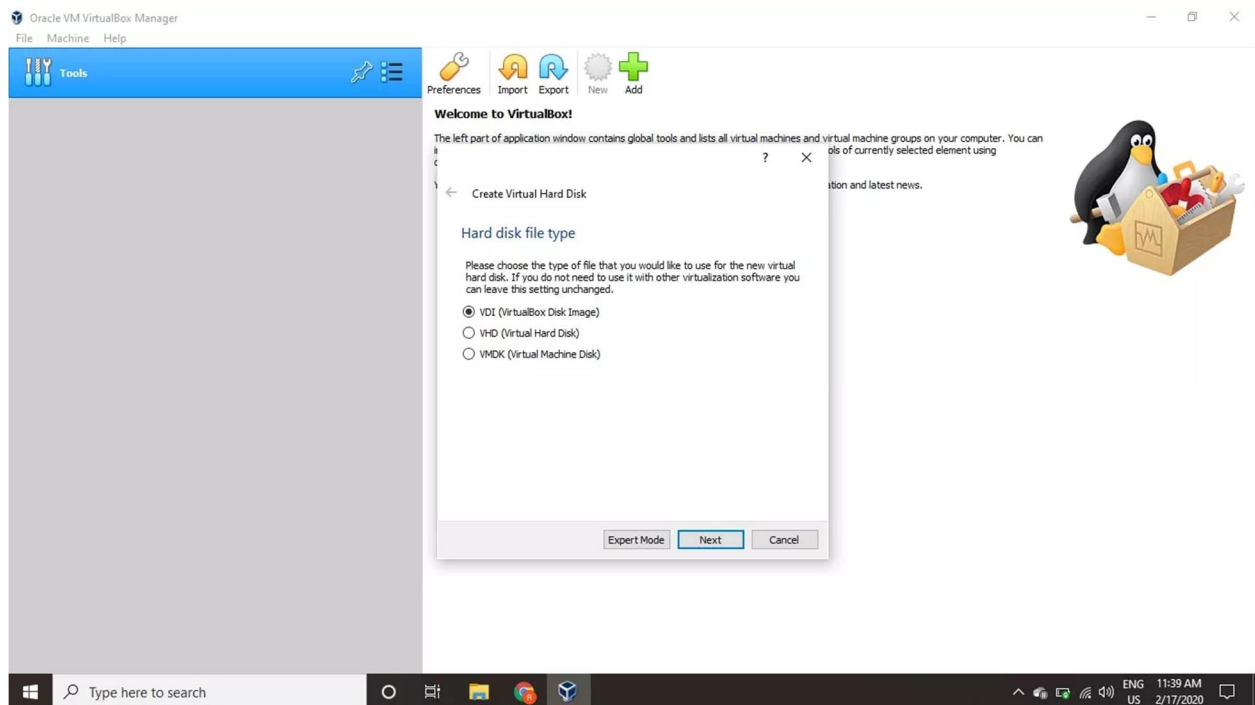 Oracle VM VirtualBox Manager
File Machine Help
Tools
Preferences Import Export New Add
Welcome to VirtualBox!
The left part of application window contains global tools and lists all virtual machines and virtual machine groups on your computer. You can
ols of currently selected element using
ation and latest news.
?
Create Virtual Hard Disk
Hard disk file type
Please choose the type of file that you would like to use for the new virtual
hard disk. If you do not need to use it with other virtualization software you
can leave this setting unchanged.
VDI (VirtualBox Disk Image)
VHD (Virtual Hard Disk)
VMDK (Virtual Machine Disk)
Expert Mode Next Cancel
Type here to search
ENG 11:39 AM
US 2/17/2020